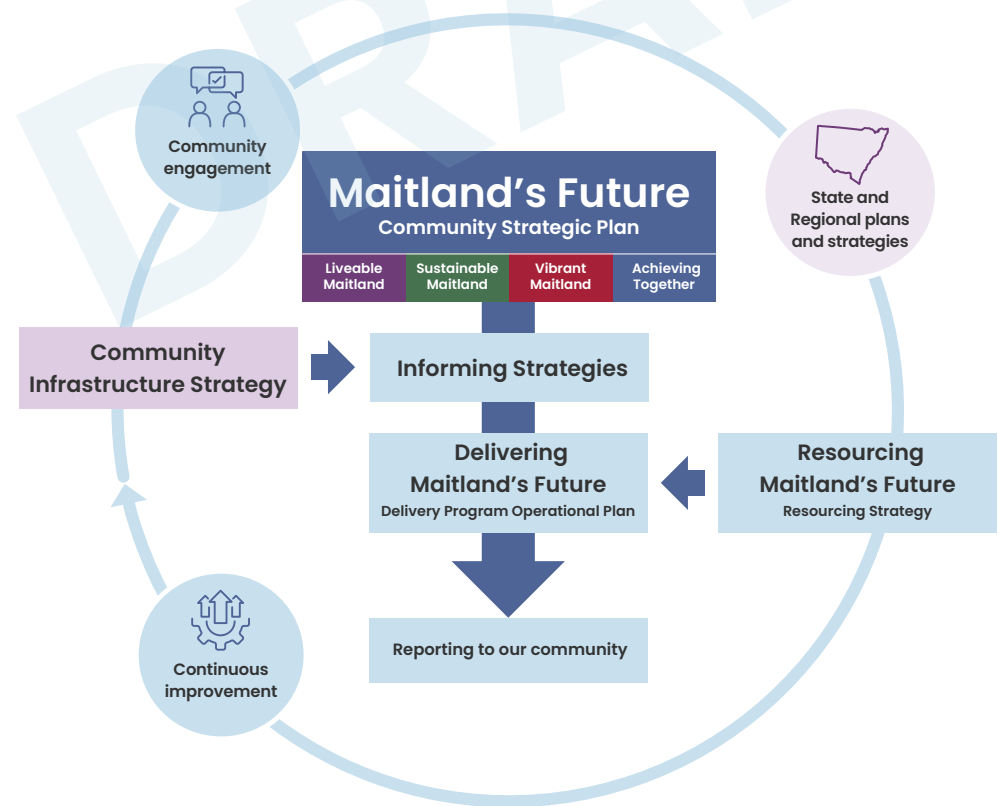 DRA
Community
engagement
Maitland's Future
Community Strategic Plan
Liveable
Maitland
Sustainable
Maitland
Vibrant
Maitland
Achieving
Together
State and
Regional plans
and strategies
Community
Infrastructure Strategy
Informing Strategies
Delivering
Maitland's Future
Delivery Program Operational Plan
Resourcing
Maitland's Future
Resourcing Strategy
Reporting to our community
Continuous
improvement